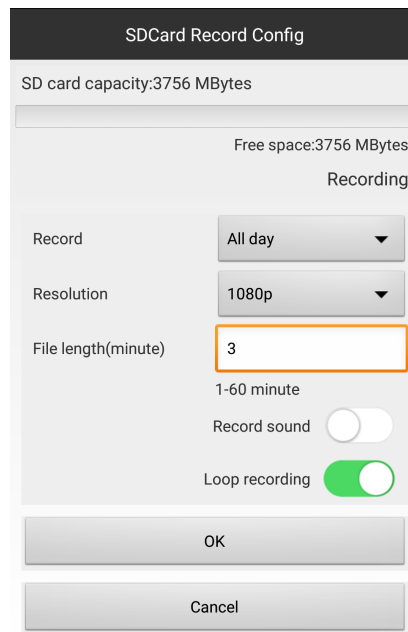 SDCard Record Config
SD card capacity:3756 MBytes
Free space:3756 MBytes
Recording
Record All day
Resolution 1080p
File length(minute) 3
1-60 minute
Record sound
Loop recording
OK
Cancel